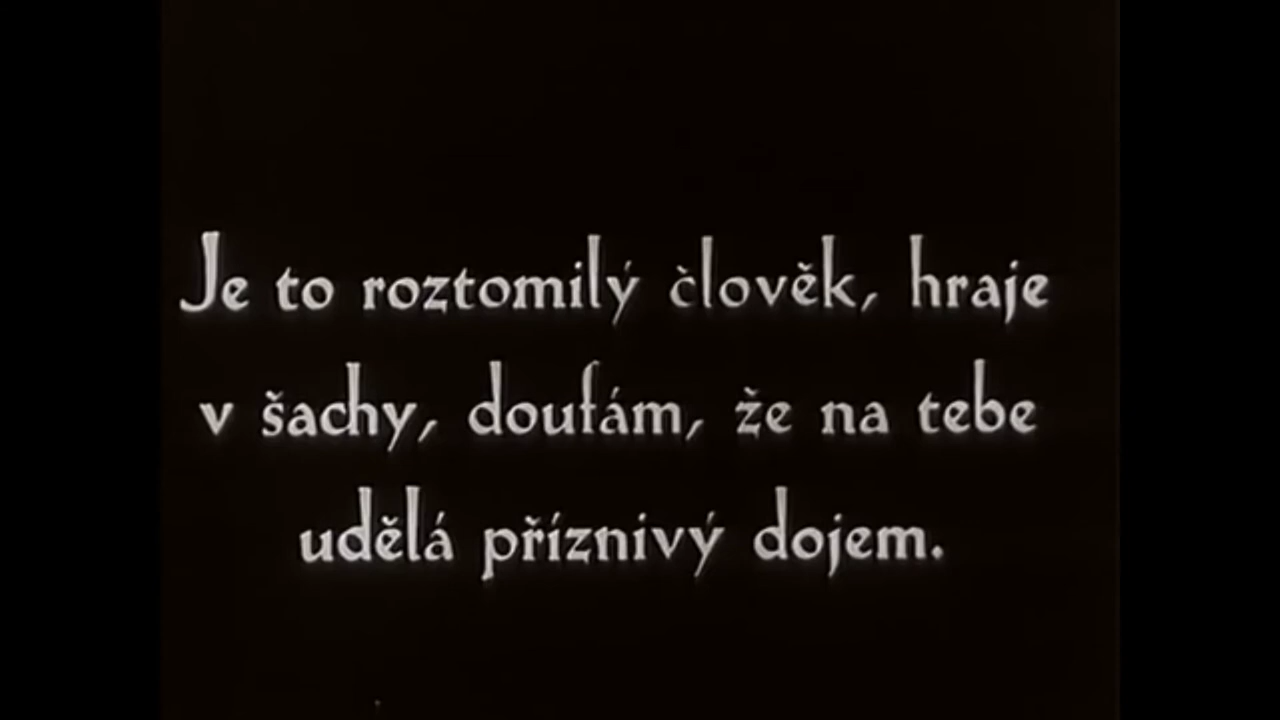 Je to roztomilý člověk, hraje
v šachy, doufám, že na tebe
udělá příznivý dojem.